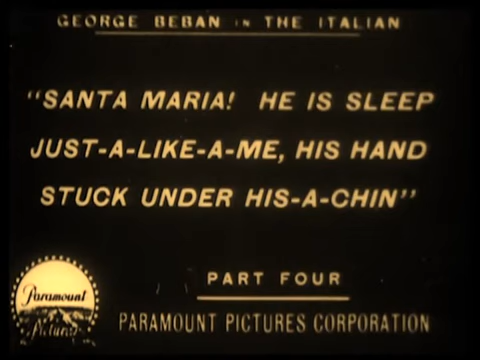 GEORGE BEBAN IN THE ITALIAN
"SANTA MARIA! HE IS SLEEP
JUST-A-LIKE-A-ME, HIS HAND
STUCK UNDER HIS-A-CHIN"
PART FOUR
Paramount
Pictures
PARAMOUNT PICTURES CORPORATION